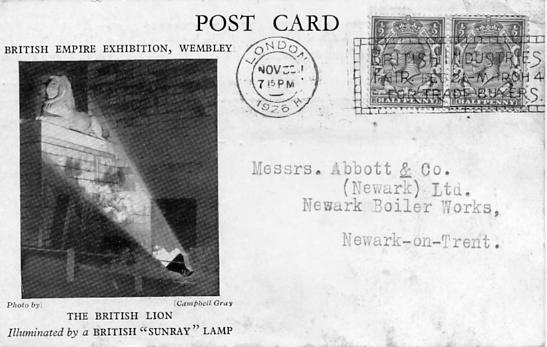 POST CARD
BRITISH EMPIRE EXHIBITION, WEMBLEY
LONDON
NOV
7 15 PM
1926
BRITISH INDUSTRIES
FAIR
FOR TRADE BUYERS.
HALFPENNY
HALFPENNY
Messrs. Abbott & Co.
(Newark) Ltd.
Newark Boiler Works,
Newark-on-Trent.
Photo by)
(Campbell Gray
THE BRITISH LION
Illuminated by a BRITISH "SUNRAY" LAMP